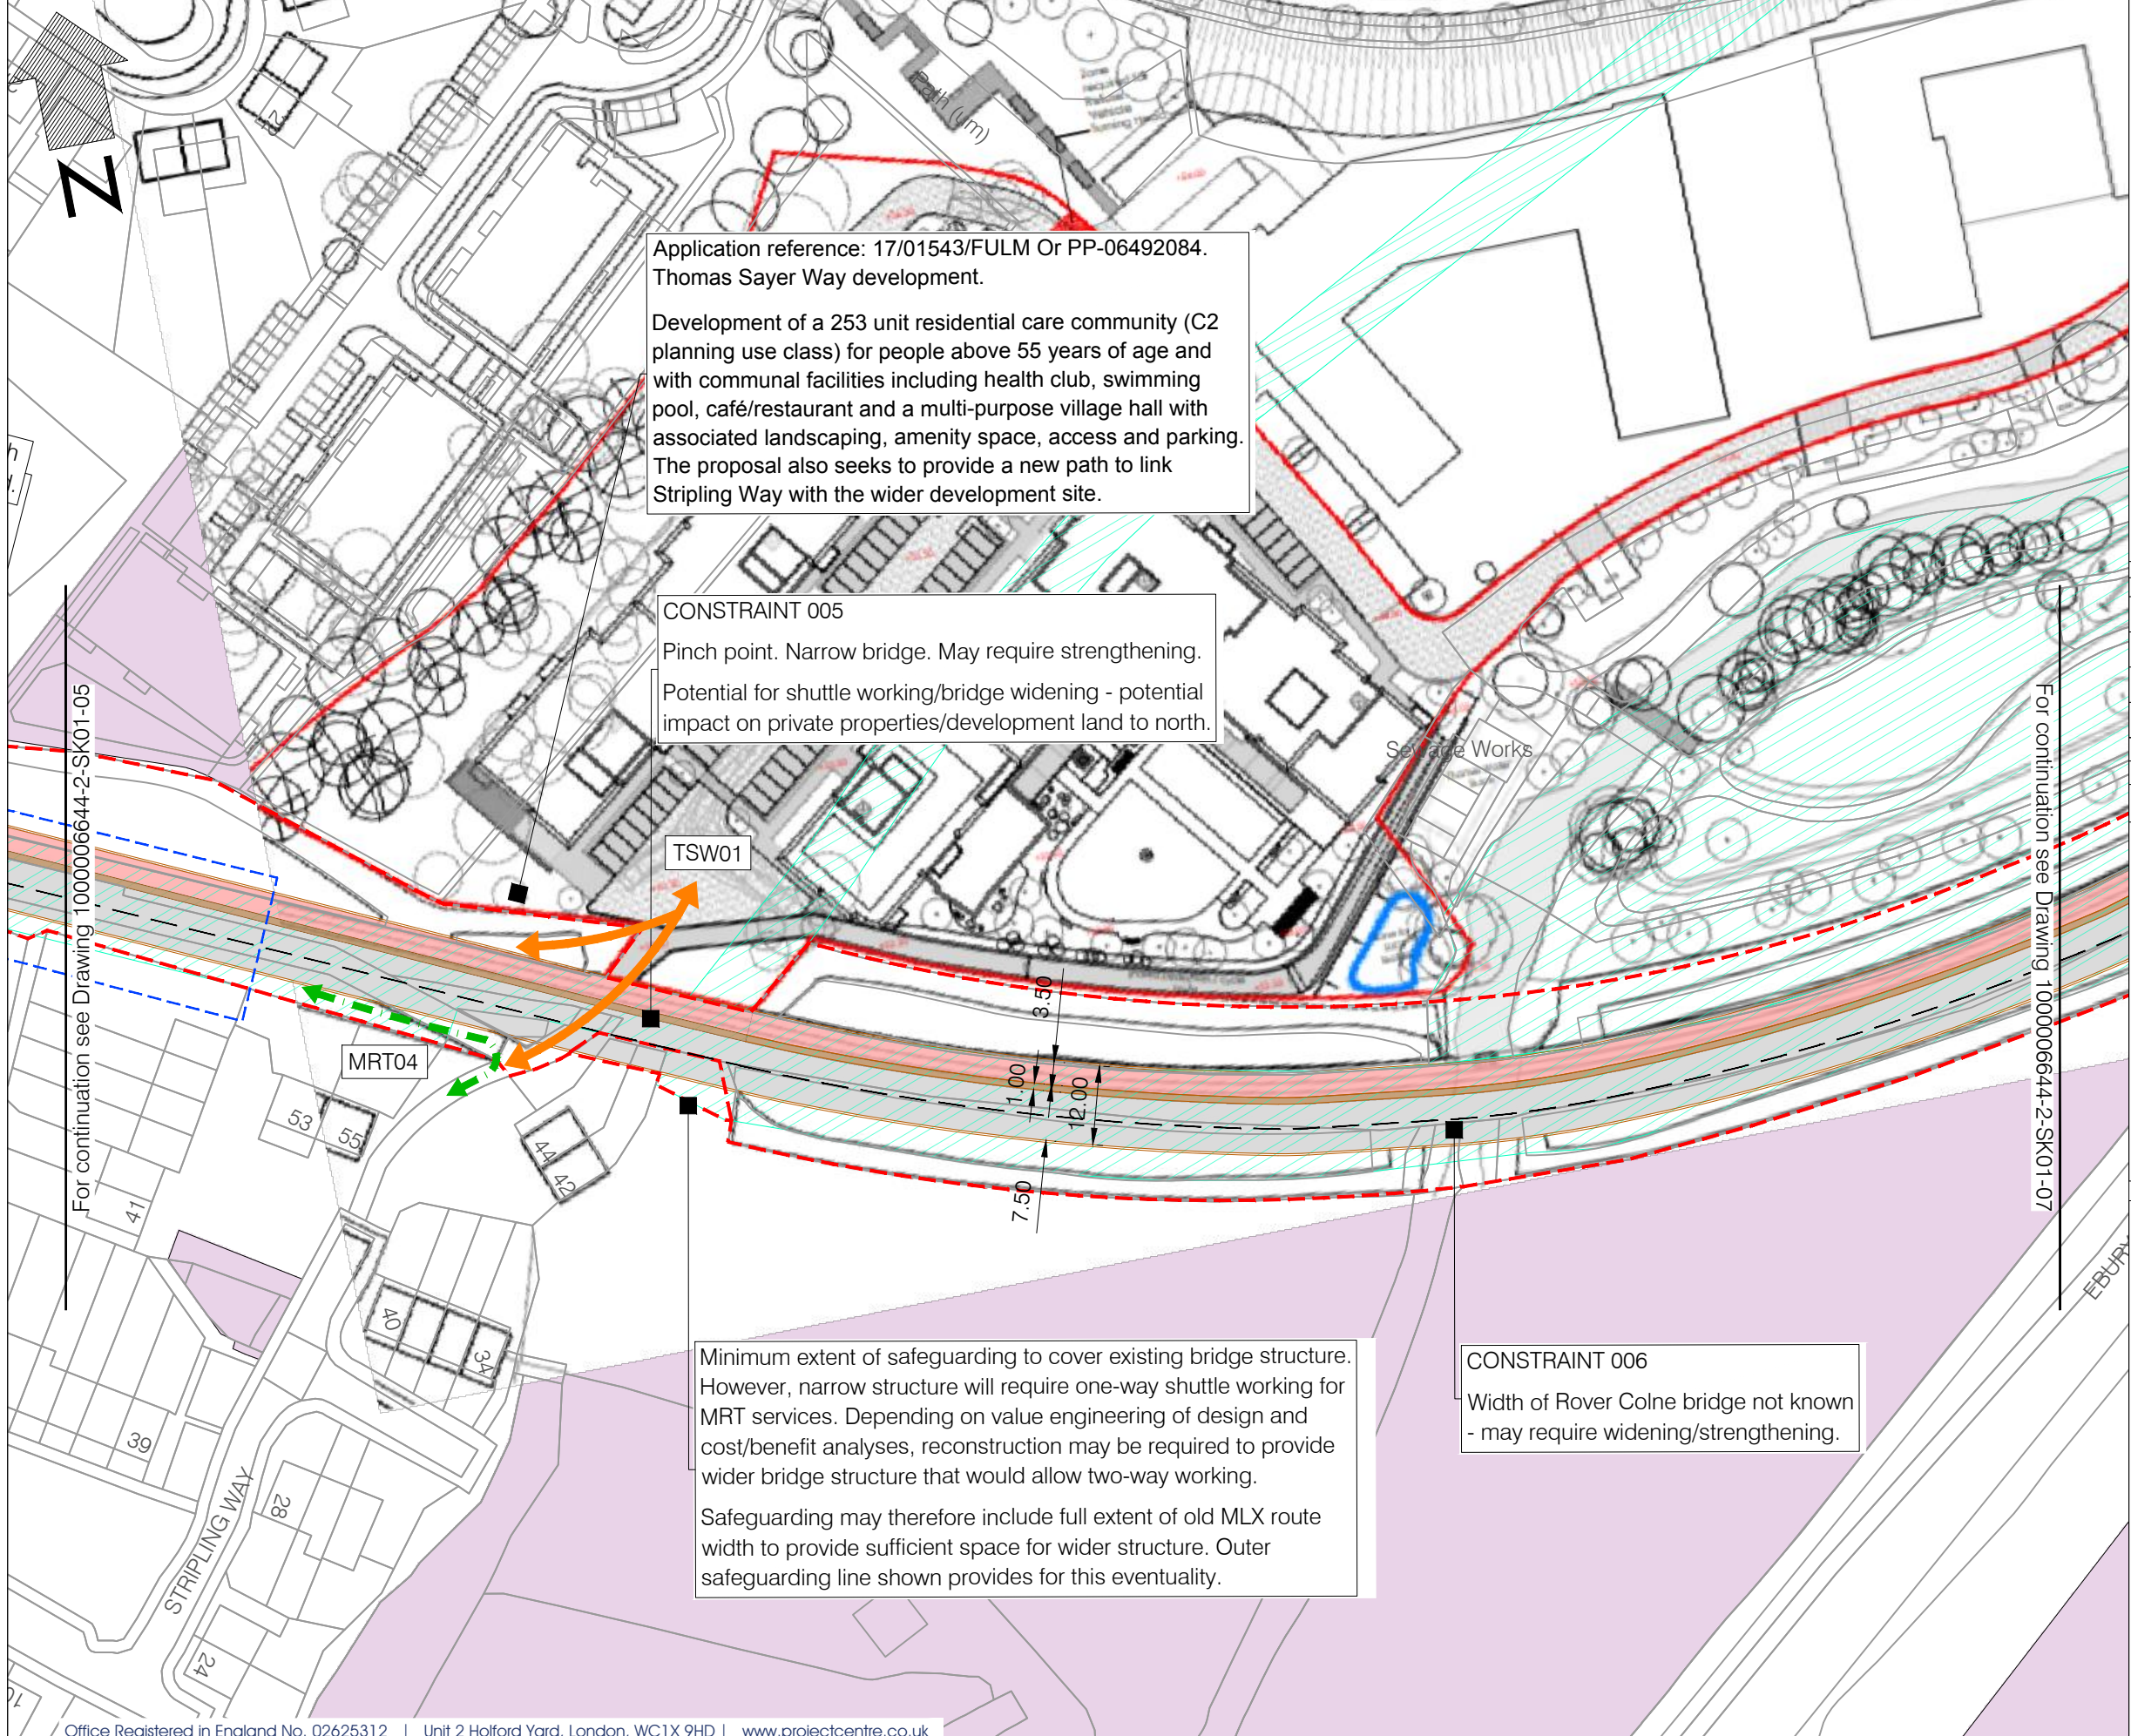 Path (um)
Zone
required for
Refuse
Vehicle
Turning Head
N
Application reference: 17/01543/FULM Or PP-06492084.
Thomas Sayer Way development.
Development of a 253 unit residential care community (C2
planning use class) for people above 55 years of age and
with communal facilities including health club, swimming
pool, café/restaurant and a multi-purpose village hall with
associated landscaping, amenity space, access and parking.
The proposal also seeks to provide a new path to link
Stripling Way with the wider development site.
CONSTRAINT 005
Pinch point. Narrow bridge. May require strengthening.
Potential for shuttle working/bridge widening - potential
impact on private properties/development land to north.
For continuation see Drawing 1000006644-2-SK01-05
For continuation see Drawing 1000006644-2-SK01-07
Sewage Works
TSW01
MRT04
3.50
1.00
12.00
7.50
53
55
44
42
41
40
34
39
28
24
STRIPLING WAY
EBURY
Minimum extent of safeguarding to cover existing bridge structure.
However, narrow structure will require one-way shuttle working for
MRT services. Depending on value engineering of design and
cost/benefit analyses, reconstruction may be required to provide
wider bridge structure that would allow two-way working.
Safeguarding may therefore include full extent of old MLX route
width to provide sufficient space for wider structure. Outer
safeguarding line shown provides for this eventuality.
CONSTRAINT 006
Width of Rover Colne bridge not known
- may require widening/strengthening.
Office Registered in England No. 02625312 | Unit 2 Holford Yard, London, WC1X 9HD | www.projectcentre.co.uk